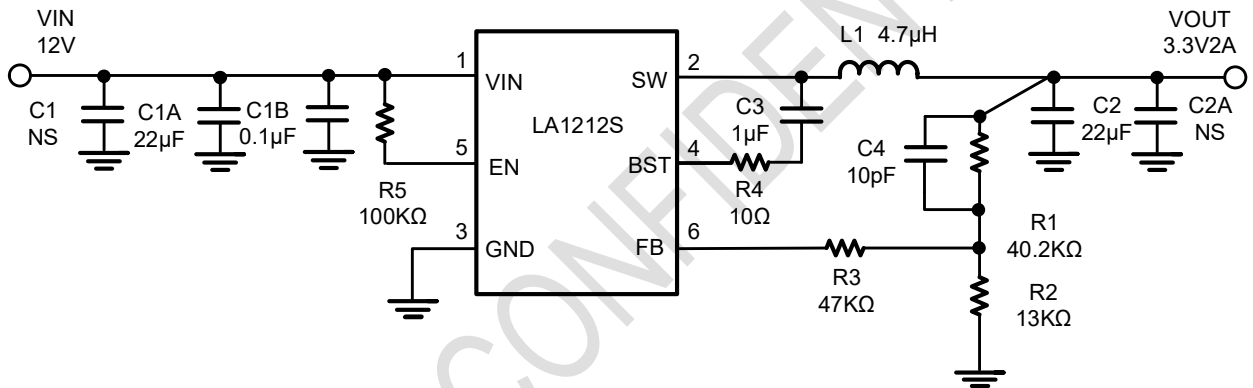 VIN
12V
C1
NS
C1A
22µF
C1B
0.1µF
R5
100KΩ
1
VIN
5
EN
3
GND
LA1212S
SW
2
BST
4
FB
6
L1 4.7µH
C3
1µF
R4
10Ω
C4
10pF
R3
47KΩ
R1
40.2KΩ
R2
13KΩ
C2
22µF
C2A
NS
VOUT
3.3V2A
CONFIDEN